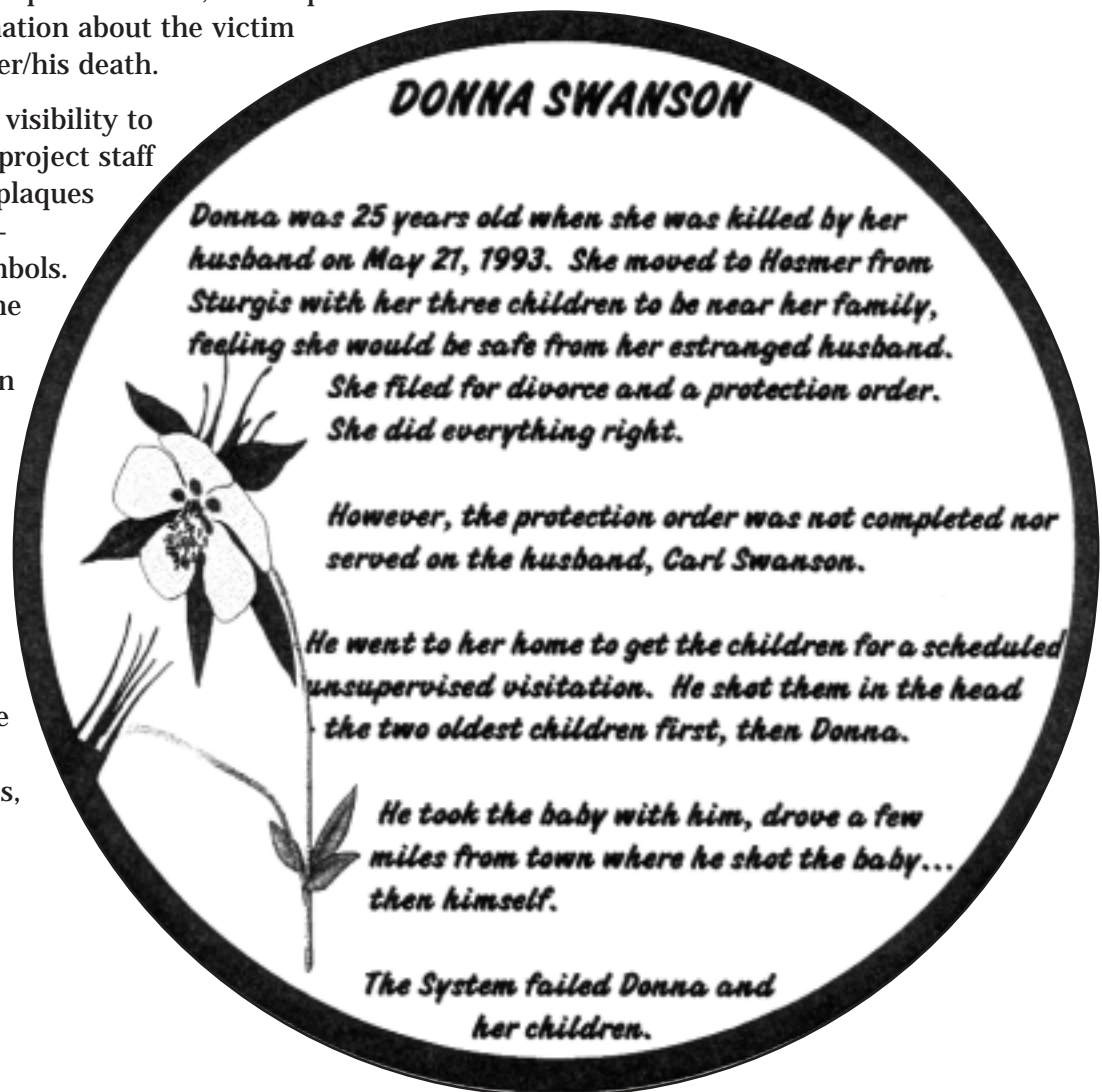 nation about the victim
er/his death.
visibility to
project staff
plaques
-
nbols.
ne
n
e
s,
DONNA SWANSON
Donna was 25 years old when she was killed by her
husband on May 21, 1993. She moved to Hosmer from
Sturgis with her three children to be near her family,
feeling she would be safe from her estranged husband.
She filed for divorce and a protection order.
She did everything right.
However, the protection order was not completed nor
served on the husband, Carl Swanson.
He went to her home to get the children for a scheduled
unsupervised visitation. He shot them in the head
- the two oldest children first, then Donna.
He took the baby with him, drove a few
miles from town where he shot the baby...
then himself.
The System failed Donna and
her children.